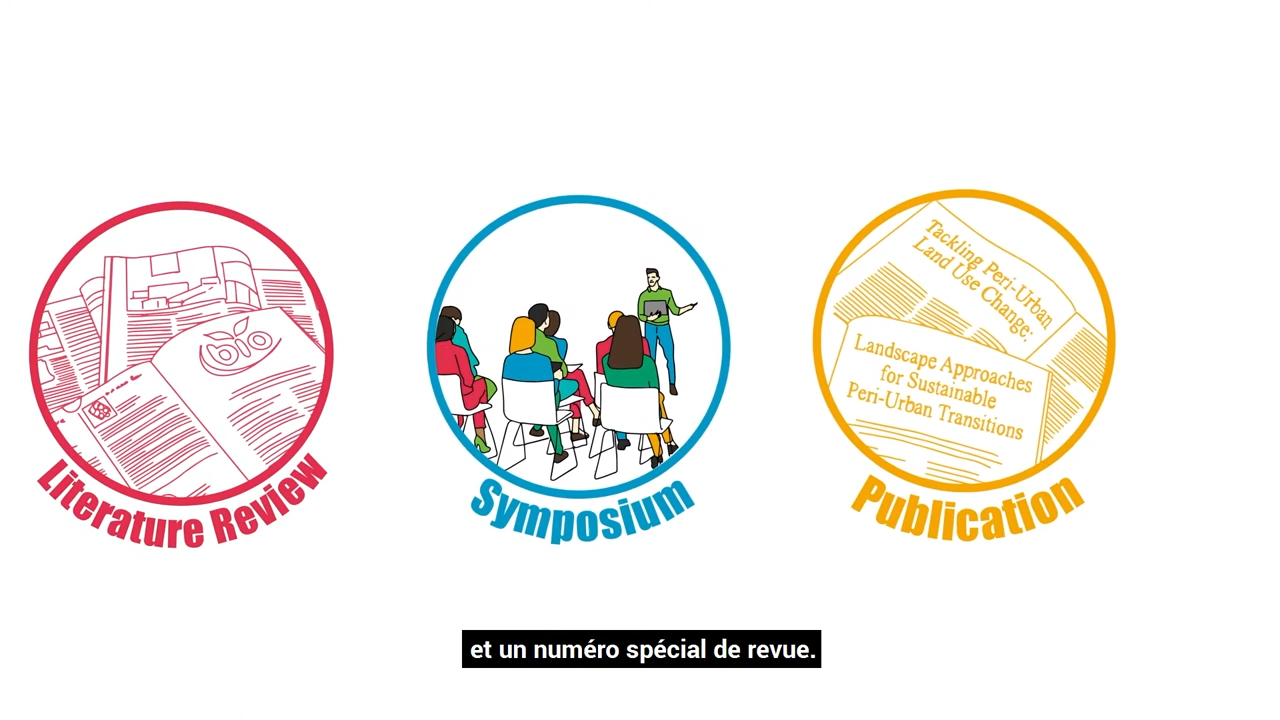 bio
Literature Review
Symposium
Tackling Peri-Urban
Land Use Change:
Landscape Approaches
for Sustainable
Peri-Urban Transitions
Publication
et un numéro spécial de revue.